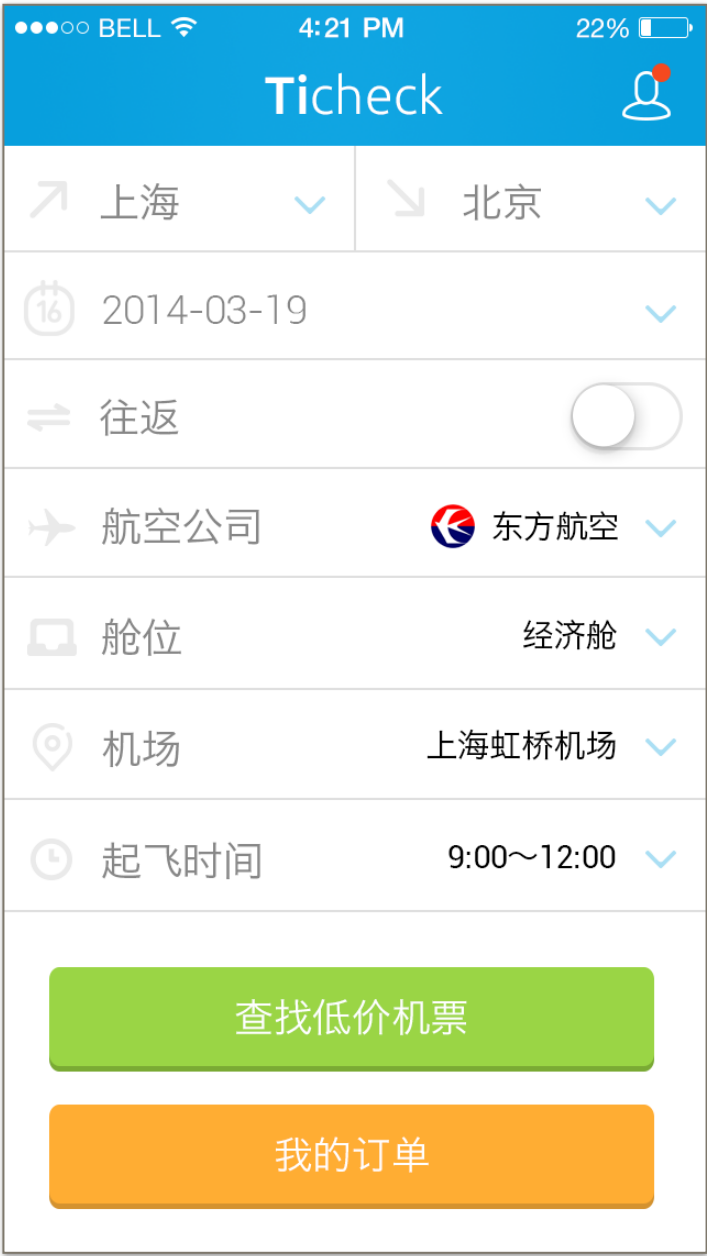 ●●●○○ BELL 4:21 PM 22%
Ticheck
上海 北京
16 2014-03-19
往返
航空公司 东方航空
舱位 经济舱
机场 上海虹桥机场
起飞时间 9:00～12:00
查找低价机票
我的订单